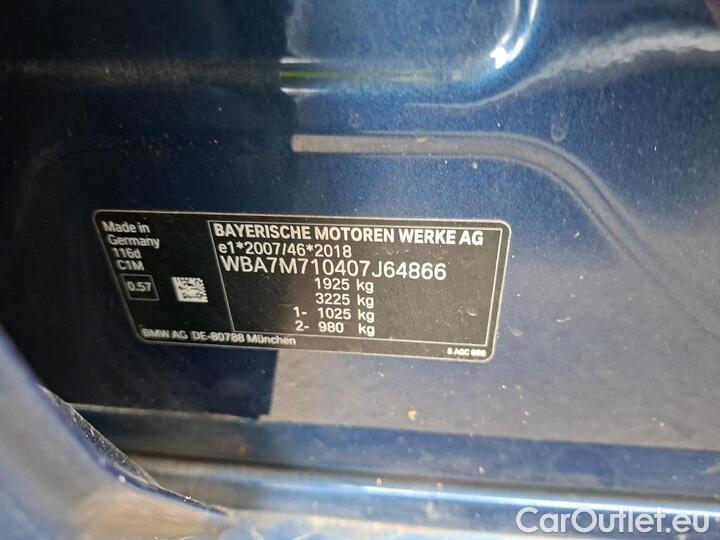 Made in
Germany
116d
C1M
0.57
BAYERISCHE MOTOREN WERKE AG
e1*2007/46*2018
WBA7M710407J64866
1925 kg
3225 kg
1- 1025 kg
2- 980 kg
BMW AG DE-80788 München
CarOutlet.eu